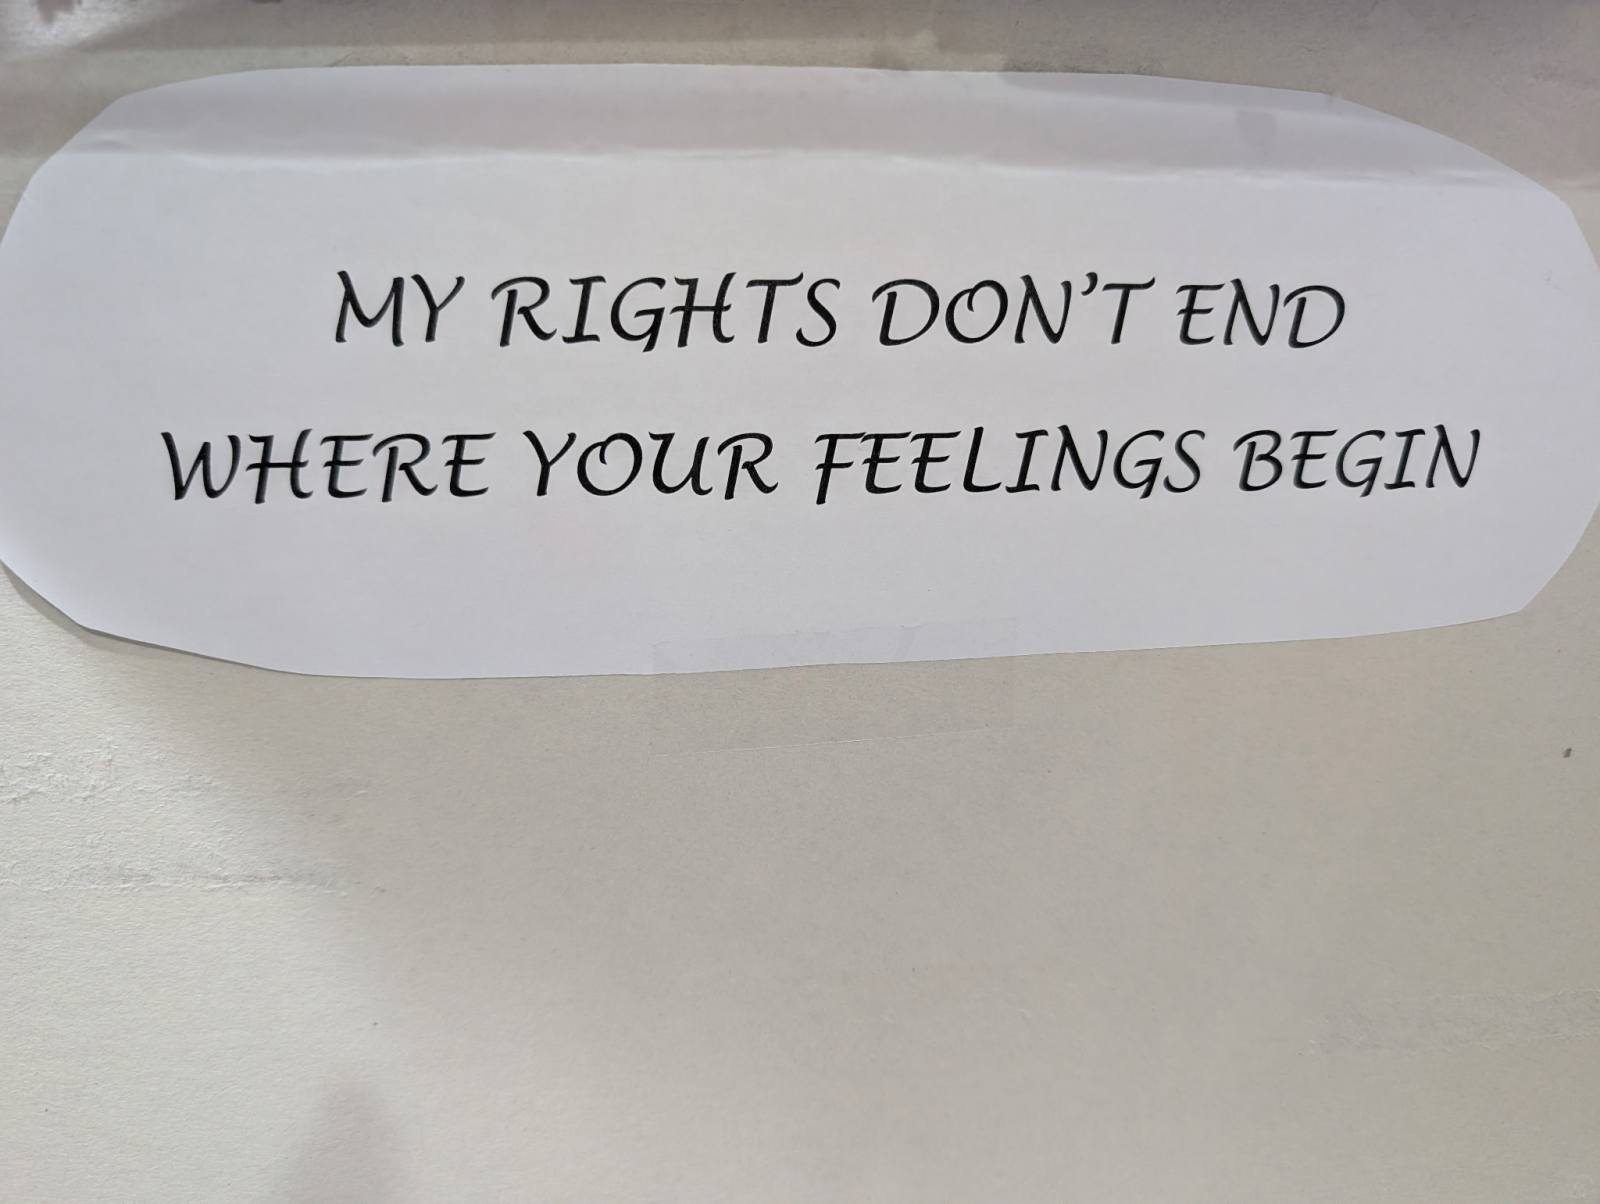 MY RIGHTS DON'T END
WHERE YOUR FEELINGS BEGIN